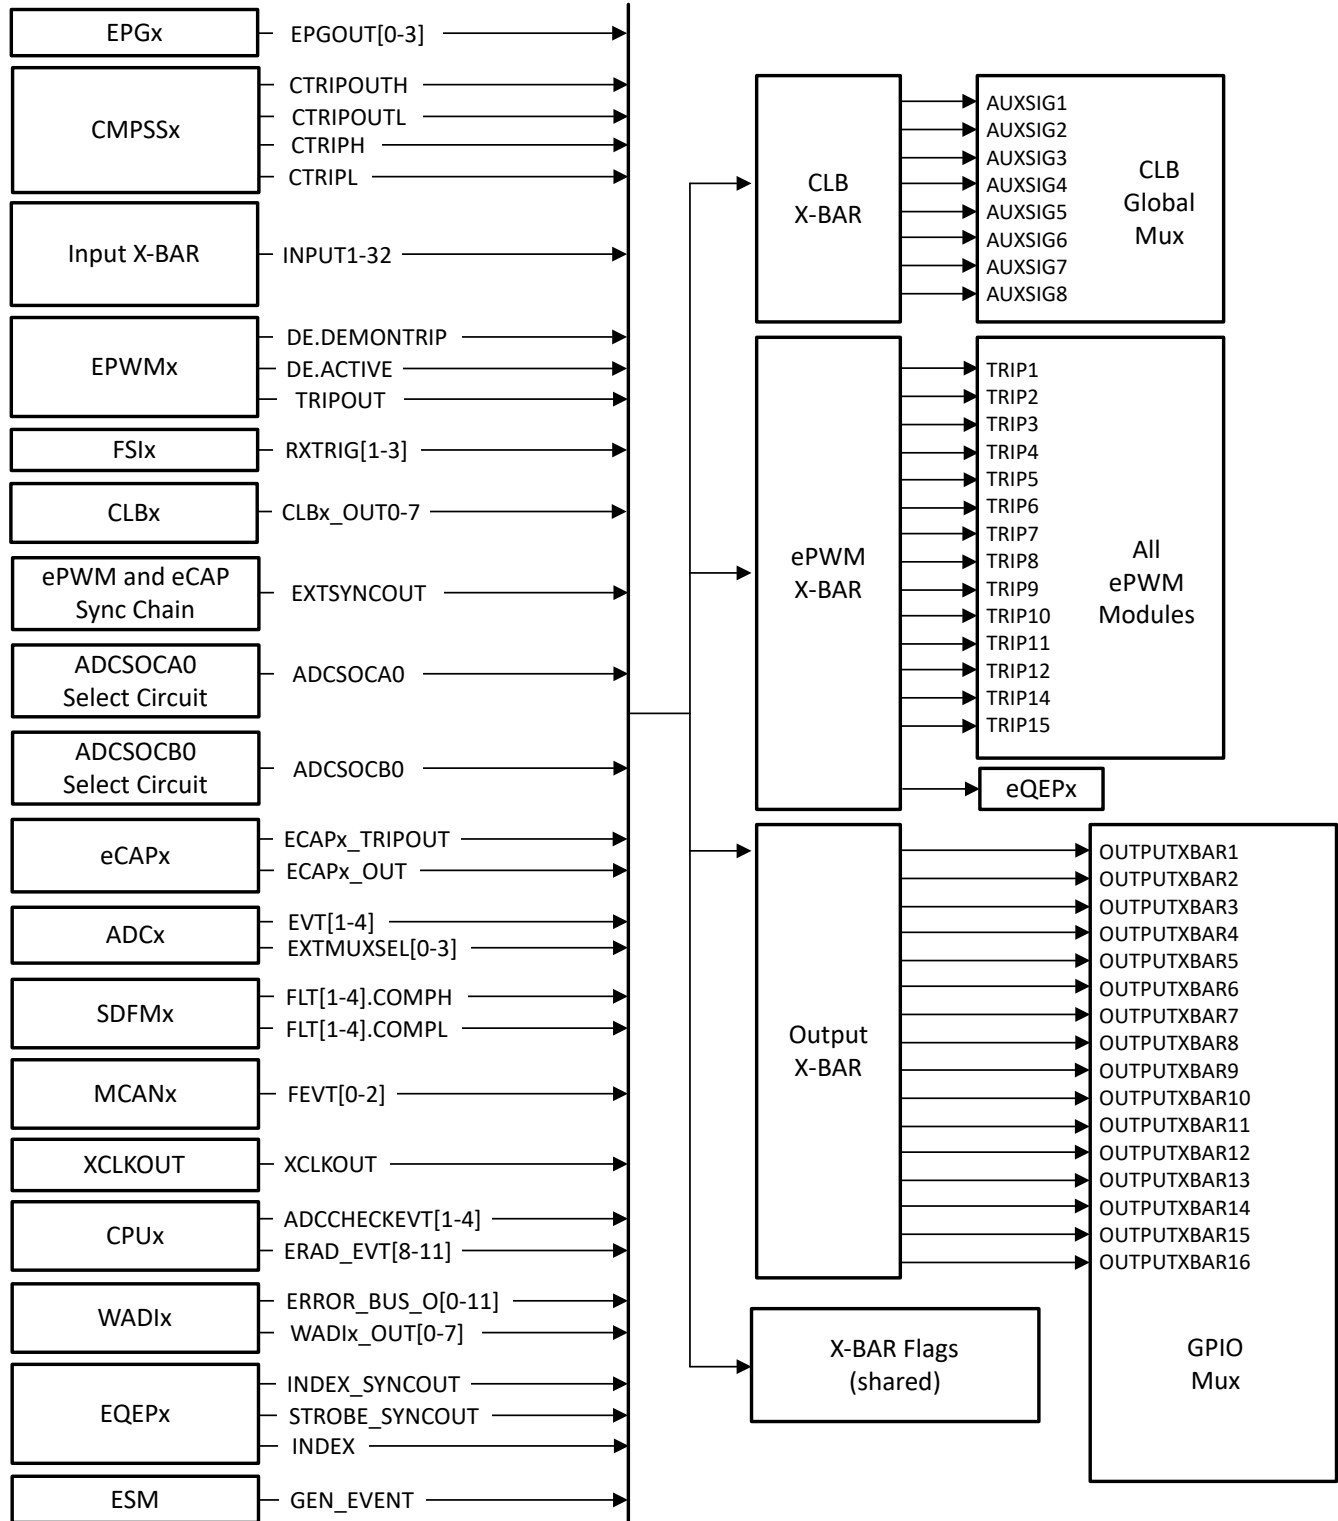 EPGx
EPGOUT[0-3]
CMPSSx
CTRIPOUTH
CTRIPOUTL
CTRIPH
CTRIPL
Input X-BAR
INPUT1-32
EPWMx
DE.DEMONTRIP
DE.ACTIVE
TRIPOUT
FSIx
RXTRIG[1-3]
CLBx
CLBx_OUT0-7
ePWM and eCAP
Sync Chain
EXTSYNCOUT
ADCSOCA0
Select Circuit
ADCSOCA0
ADCSOCB0
Select Circuit
ADCSOCB0
eCAPx
ECAPx_TRIPOUT
ECAPx_OUT
ADCx
EVT[1-4]
EXTMUXSEL[0-3]
SDFMx
FLT[1-4].COMPH
FLT[1-4].COMPL
MCANx
FEVT[0-2]
XCLKOUT
XCLKOUT
CPUx
ADCCHECKEVT[1-4]
ERAD_EVT[8-11]
WADIx
ERROR_BUS_O[0-11]
WADIx_OUT[0-7]
EQEPx
INDEX_SYNCOUT
STROBE_SYNCOUT
INDEX
ESM
GEN_EVENT
CLB
X-BAR
AUXSIG1
AUXSIG2
AUXSIG3
AUXSIG4
AUXSIG5
AUXSIG6
AUXSIG7
AUXSIG8
CLB
Global
Mux
ePWM
X-BAR
TRIP1
TRIP2
TRIP3
TRIP4
TRIP5
TRIP6
TRIP7
TRIP8
TRIP9
TRIP10
TRIP11
TRIP12
TRIP14
TRIP15
All
ePWM
Modules
eQEPx
Output
X-BAR
OUTPUTXBAR1
OUTPUTXBAR2
OUTPUTXBAR3
OUTPUTXBAR4
OUTPUTXBAR5
OUTPUTXBAR6
OUTPUTXBAR7
OUTPUTXBAR8
OUTPUTXBAR9
OUTPUTXBAR10
OUTPUTXBAR11
OUTPUTXBAR12
OUTPUTXBAR13
OUTPUTXBAR14
OUTPUTXBAR15
OUTPUTXBAR16
GPIO
Mux
X-BAR Flags
(shared)